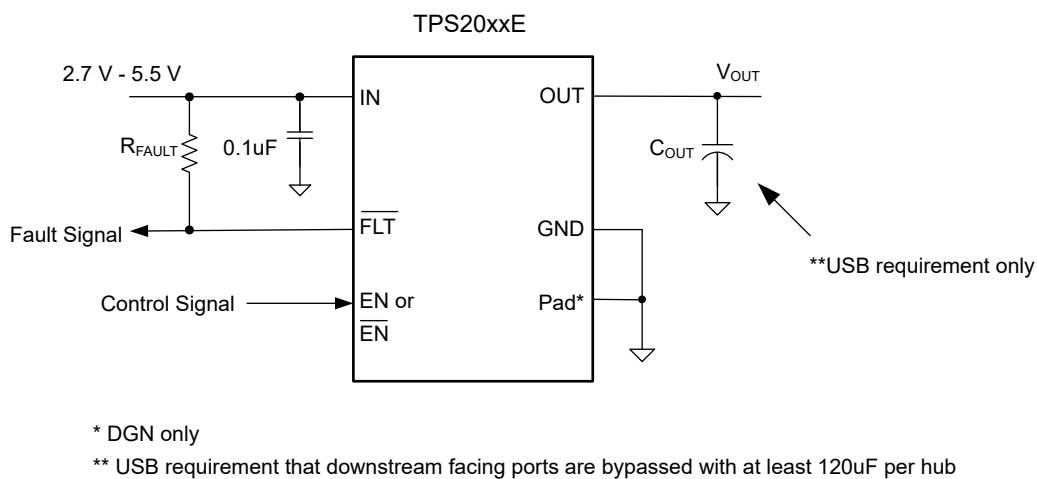 TPS20xxE
2.7 V - 5.5 V
IN
OUT
VOUT
RFAULT
0.1uF
COUT
FLT
GND
Fault Signal
**USB requirement only
Control Signal
EN or
EN
Pad*
* DGN only
** USB requirement that downstream facing ports are bypassed with at least 120uF per hub